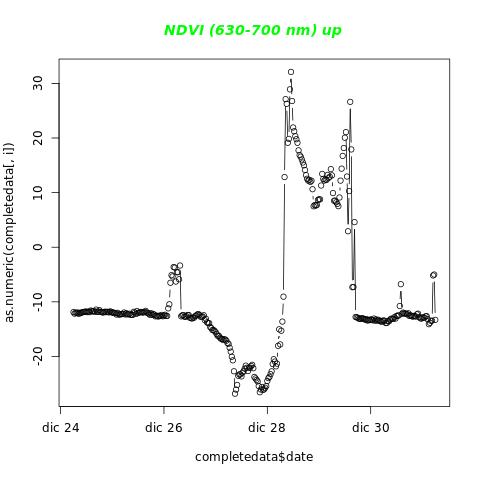 NDVI (630-700 nm) up
as.numeric(completedata[, i])
30
20
10
0
-10
-20
dic 24
dic 26
dic 28
dic 30
completedata$date